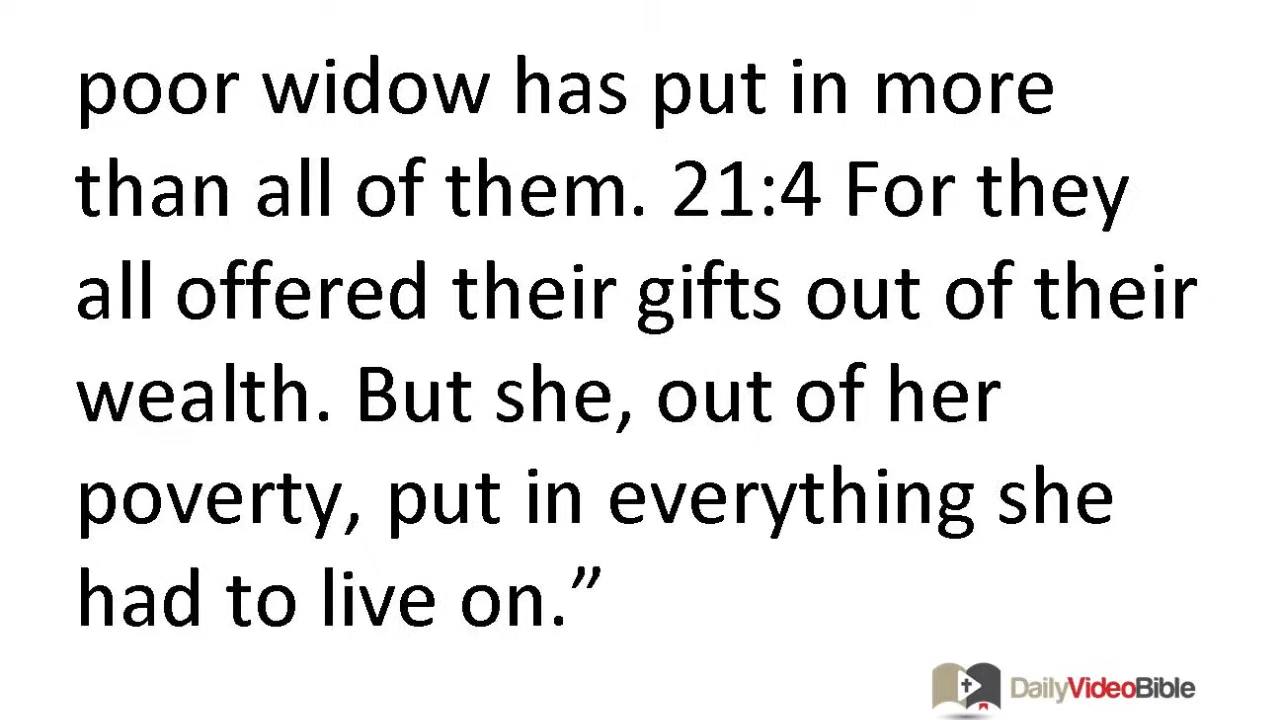 poor widow has put in more
than all of them. 21:4 For they
all offered their gifts out of their
wealth. But she, out of her
poverty, put in everything she
had to live on.”
DailyVideoBible